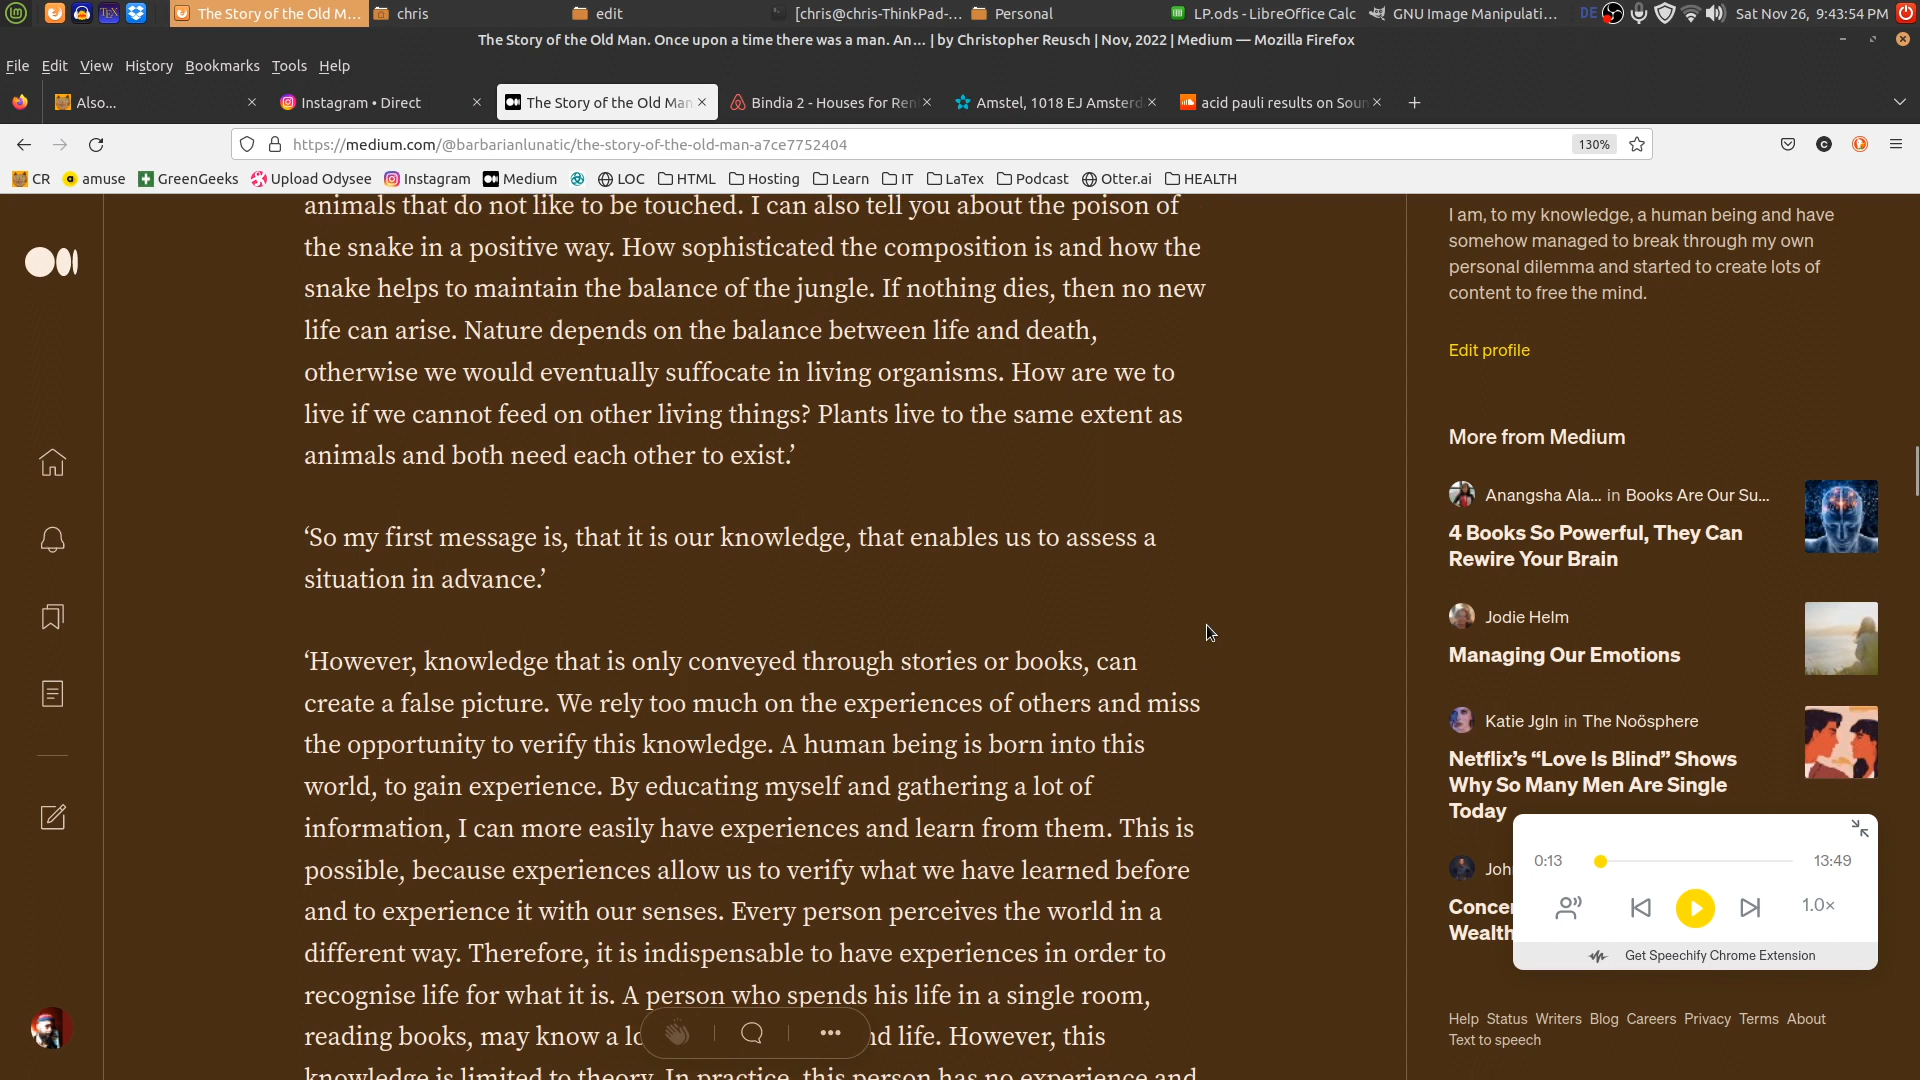 The Story of the Old M...
chris
edit
[chris@chris-ThinkPad-...
Personal
LP.ods - LibreOffice Calc
GNU Image Manipulati...
DE
Sat Nov 26, 9:43:54 PM
The Story of the Old Man. Once upon a time there was a man. An... | by Christopher Reusch | Nov, 2022 | Medium — Mozilla Firefox
File Edit View History Bookmarks Tools Help
Also...
Instagram • Direct
The Story of the Old Man
Bindia 2 - Houses for Ren
Amstel, 1018 EJ Amsterd
acid pauli results on Soun
https://medium.com/@barbarianlunatic/the-story-of-the-old-man-a7ce7752404
130%
CR
amuse
GreenGeeks
Upload Odysee
Instagram
Medium
LOC
HTML
Hosting
Learn
IT
LaTex
Podcast
Otter.ai
HEALTH
animals that do not like to be touched. I can also tell you about the poison of
the snake in a positive way. How sophisticated the composition is and how the
snake helps to maintain the balance of the jungle. If nothing dies, then no new
life can arise. Nature depends on the balance between life and death,
otherwise we would eventually suffocate in living organisms. How are we to
live if we cannot feed on other living things? Plants live to the same extent as
animals and both need each other to exist.’
‘So my first message is, that it is our knowledge, that enables us to assess a
situation in advance.’
‘However, knowledge that is only conveyed through stories or books, can
create a false picture. We rely too much on the experiences of others and miss
the opportunity to verify this knowledge. A human being is born into this
world, to gain experience. By educating myself and gathering a lot of
information, I can more easily have experiences and learn from them. This is
possible, because experiences allow us to verify what we have learned before
and to experience it with our senses. Every person perceives the world in a
different way. Therefore, it is indispensable to have experiences in order to
recognise life for what it is. A person who spends his life in a single room,
reading books, may know a lo nd life. However, this
knowledge is limited to theory. In practice, this person has no experience and
I am, to my knowledge, a human being and have
somehow managed to break through my own
personal dilemma and started to create lots of
content to free the mind.
Edit profile
More from Medium
Anangsha Ala... in Books Are Our Su...
4 Books So Powerful, They Can
Rewire Your Brain
Jodie Helm
Managing Our Emotions
Katie Jgln in The Noösphere
Netflix’s “Love Is Blind” Shows
Why So Many Men Are Single
Today
Joh
Concer
Wealth
0:13
13:49
1.0×
Get Speechify Chrome Extension
Help Status Writers Blog Careers Privacy Terms About
Text to speech